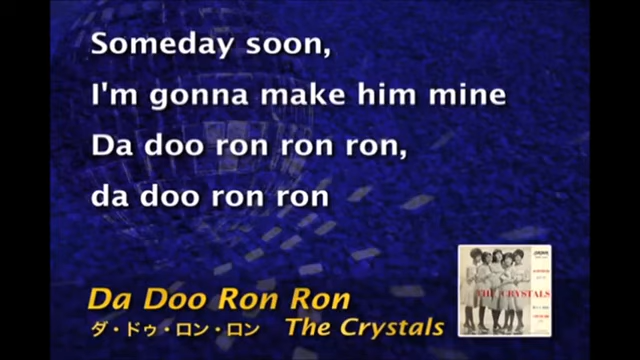 Someday soon,
I'm gonna make him mine
Da doo ron ron ron,
da doo ron ron
Da Doo Ron Ron
ダ・ドゥ・ロン・ロン The Crystals
THE CRYSTALS